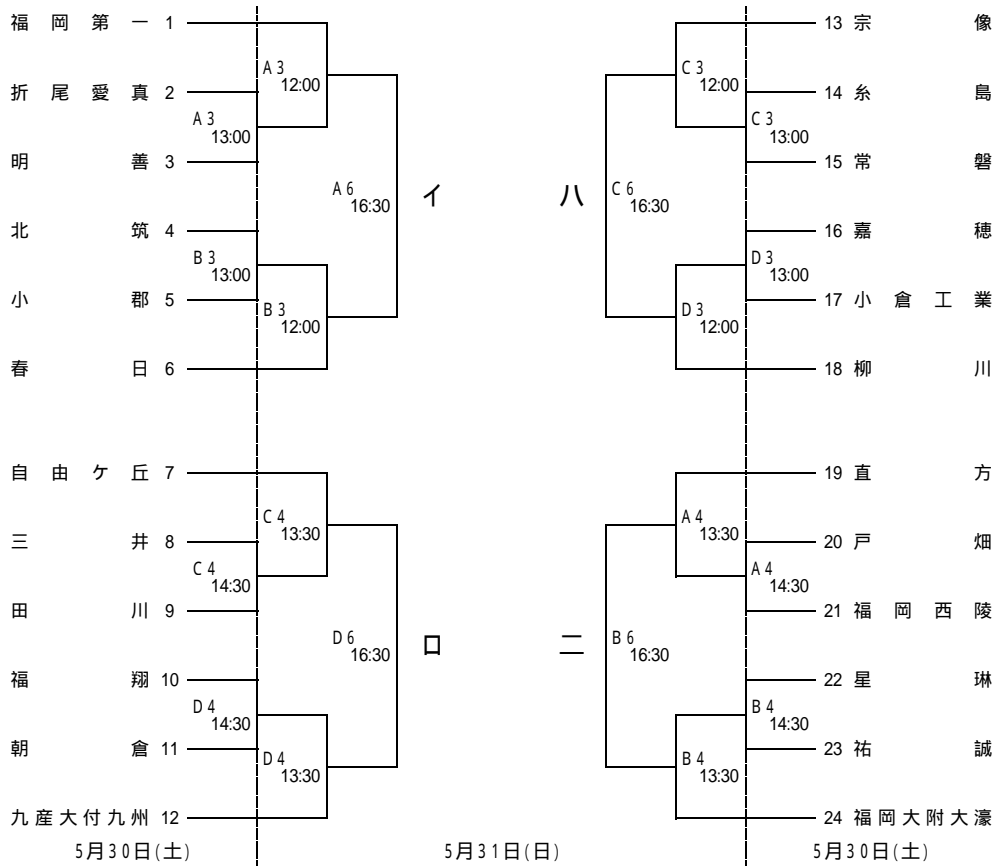 福岡第一 1
13 宗像
A3
12:00
C3
12:00
折尾愛真 2
14 糸島
A3
13:00
C3
13:00
明善 3
15 常磐
A6
16:30
イ
ハ
C6
16:30
北筑 4
16 嘉穂
B3
13:00
D3
13:00
小郡 5
17 小倉工業
B3
12:00
D3
12:00
春日 6
18 柳川
自由ケ丘 7
19 直方
C4
13:30
A4
13:30
三井 8
20 戸畑
C4
14:30
A4
14:30
田川 9
21 福岡西陵
D6
16:30
ロ
ニ
B6
16:30
福翔 10
22 星琳
D4
14:30
B4
14:30
朝倉 11
23 祐誠
D4
13:30
B4
13:30
九産大付九州 12
24 福岡大附大濠
5月30日(土)
5月31日(日)
5月30日(土)